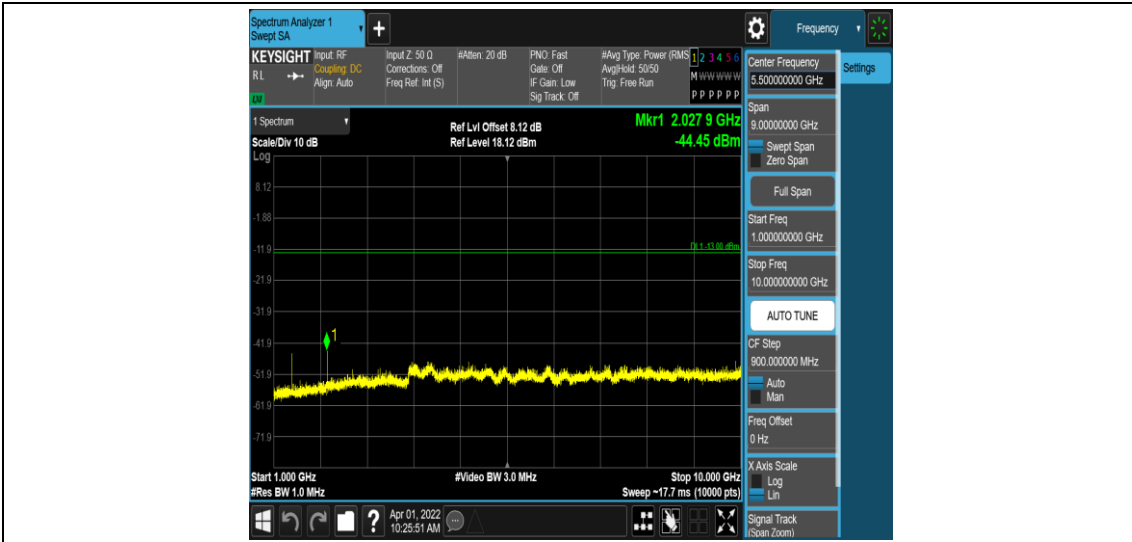 Spectrum Analyzer 1
Swept SA
+
Frequency
KEYSIGHT
RL
LNI
Input: RF
Coupling: DC
Align: Auto
Input Z: 50 Ω
Corrections: Off
Freq Ref: Int (S)
#Atten: 20 dB
PNO: Fast
Gate: Off
IF Gain: Low
Sig Track: Off
#Avg Type: Power (RMS
Avg|Hold: 50/50
Trig: Free Run
1 2 3 4 5 6
M W W W W W
P P P P P P
1 Spectrum
Scale/Div 10 dB
Log
Ref Lvl Offset 8.12 dB
Ref Level 18.12 dBm
Mkr1 2.027 9 GHz
-44.45 dBm
8.12
-1.88
-11.9
DL1 -13.00 dBm
-21.9
-31.9
1
-41.9
-51.9
-61.9
-71.9
Start 1.000 GHz
#Res BW 1.0 MHz
#Video BW 3.0 MHz
Stop 10.000 GHz
Sweep ~17.7 ms (10000 pts)
?
Apr 01, 2022
10:25:51 AM
Center Frequency
5.500000000 GHz
Settings
Span
9.00000000 GHz
Swept Span
Zero Span
Full Span
Start Freq
1.000000000 GHz
Stop Freq
10.000000000 GHz
AUTO TUNE
CF Step
900.000000 MHz
Auto
Man
Freq Offset
0 Hz
X Axis Scale
Log
Lin
Signal Track
(Span Zoom)